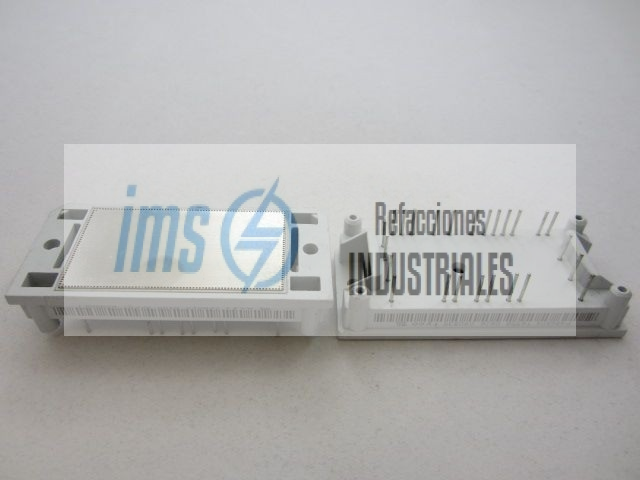 ims
Refacciones
INDUSTRIALES